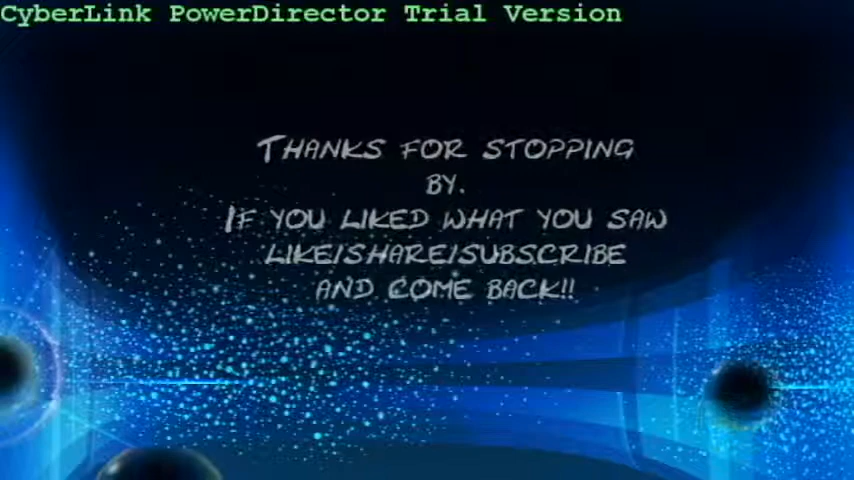 CyberLink PowerDirector Trial Version
THANKS FOR STOPPING
BY.
IF YOU LIKED WHAT YOU SAW
LIKE/SHARE/SUBSCRIBE
AND COME BACK!!